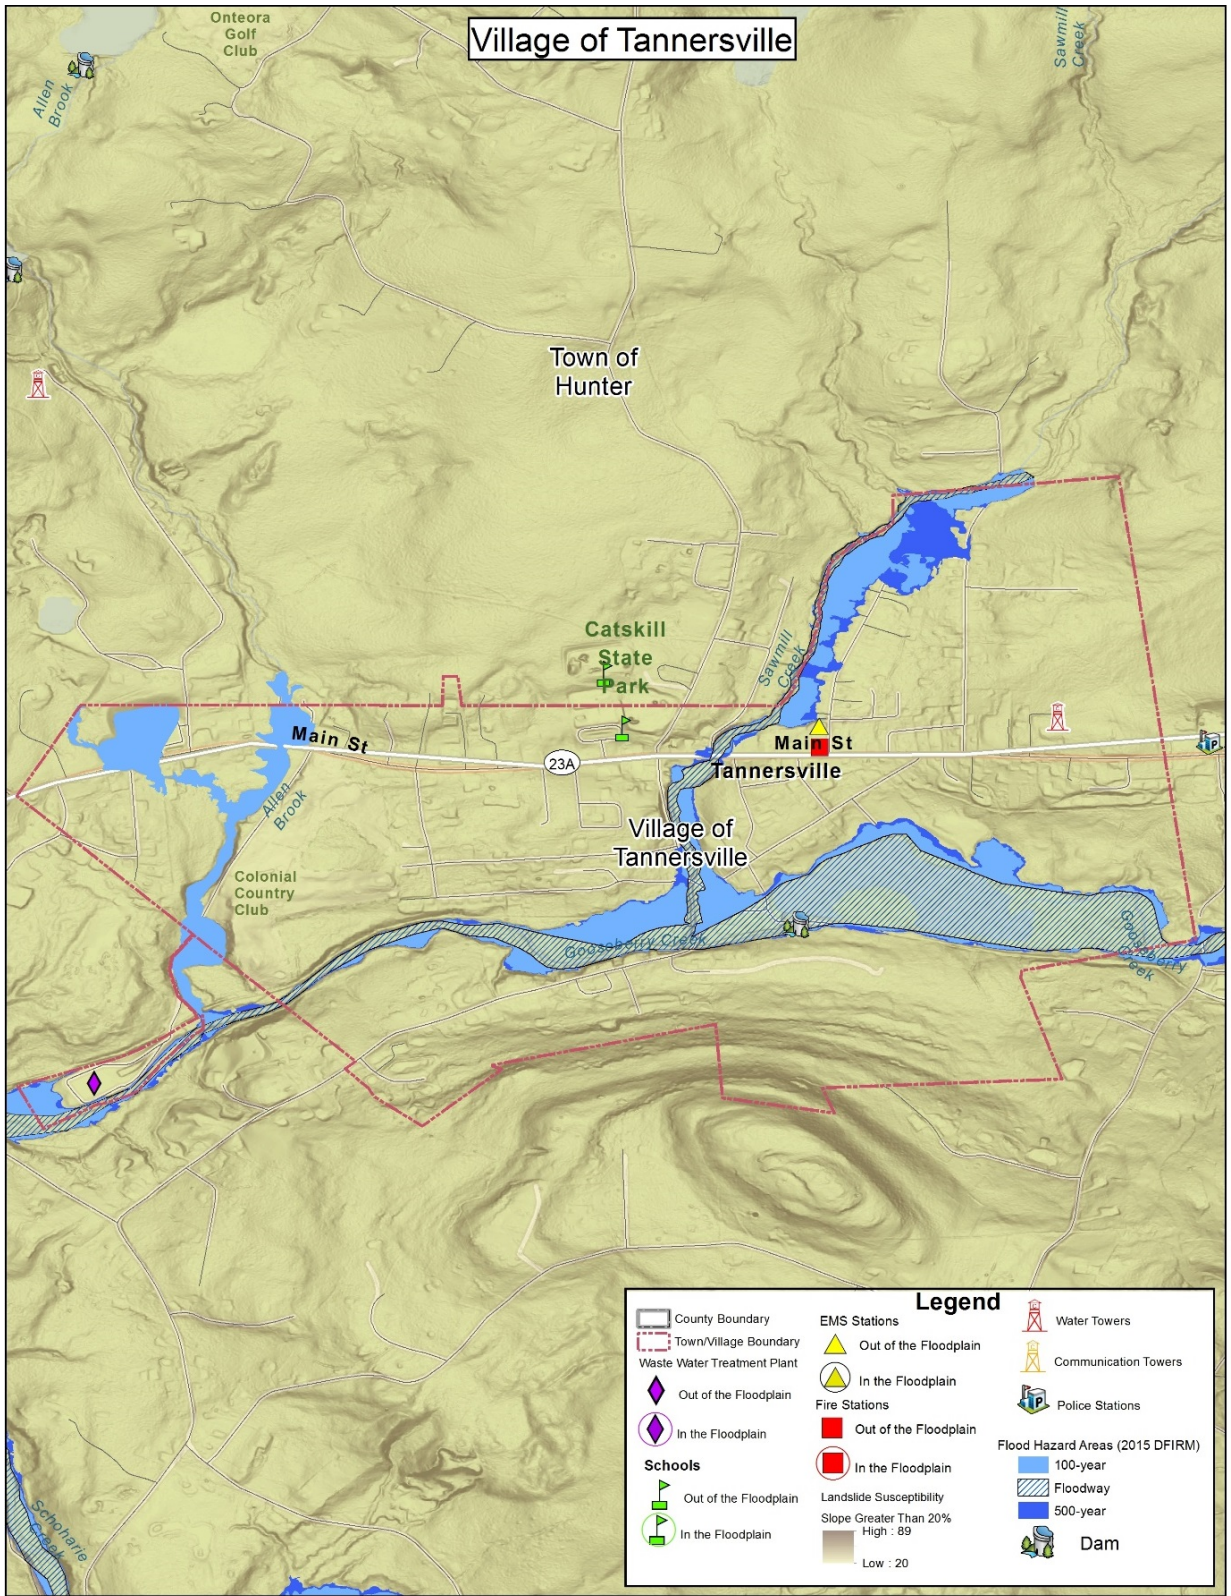 Village of Tannersville
Onteora
Golf
Club
Allen
Brook
Sawmill
Creek
Town of
Hunter
Catskill
State
Park
Sawmill
Creek
Main St
23A
Main St
Tannersville
Allen
Brook
Village of
Tannersville
Colonial
Country
Club
Gooseberry Creek
Gooseberry
Creek
Schoharie
Creek
Legend
County Boundary
Town/Village Boundary
Waste Water Treatment Plant
Out of the Floodplain
In the Floodplain
Schools
Out of the Floodplain
In the Floodplain
EMS Stations
Out of the Floodplain
In the Floodplain
Fire Stations
Out of the Floodplain
In the Floodplain
Landslide Susceptibility
Slope Greater Than 20%
High : 89
Low : 20
Water Towers
Communication Towers
Police Stations
Flood Hazard Areas (2015 DFIRM)
100-year
Floodway
500-year
Dam